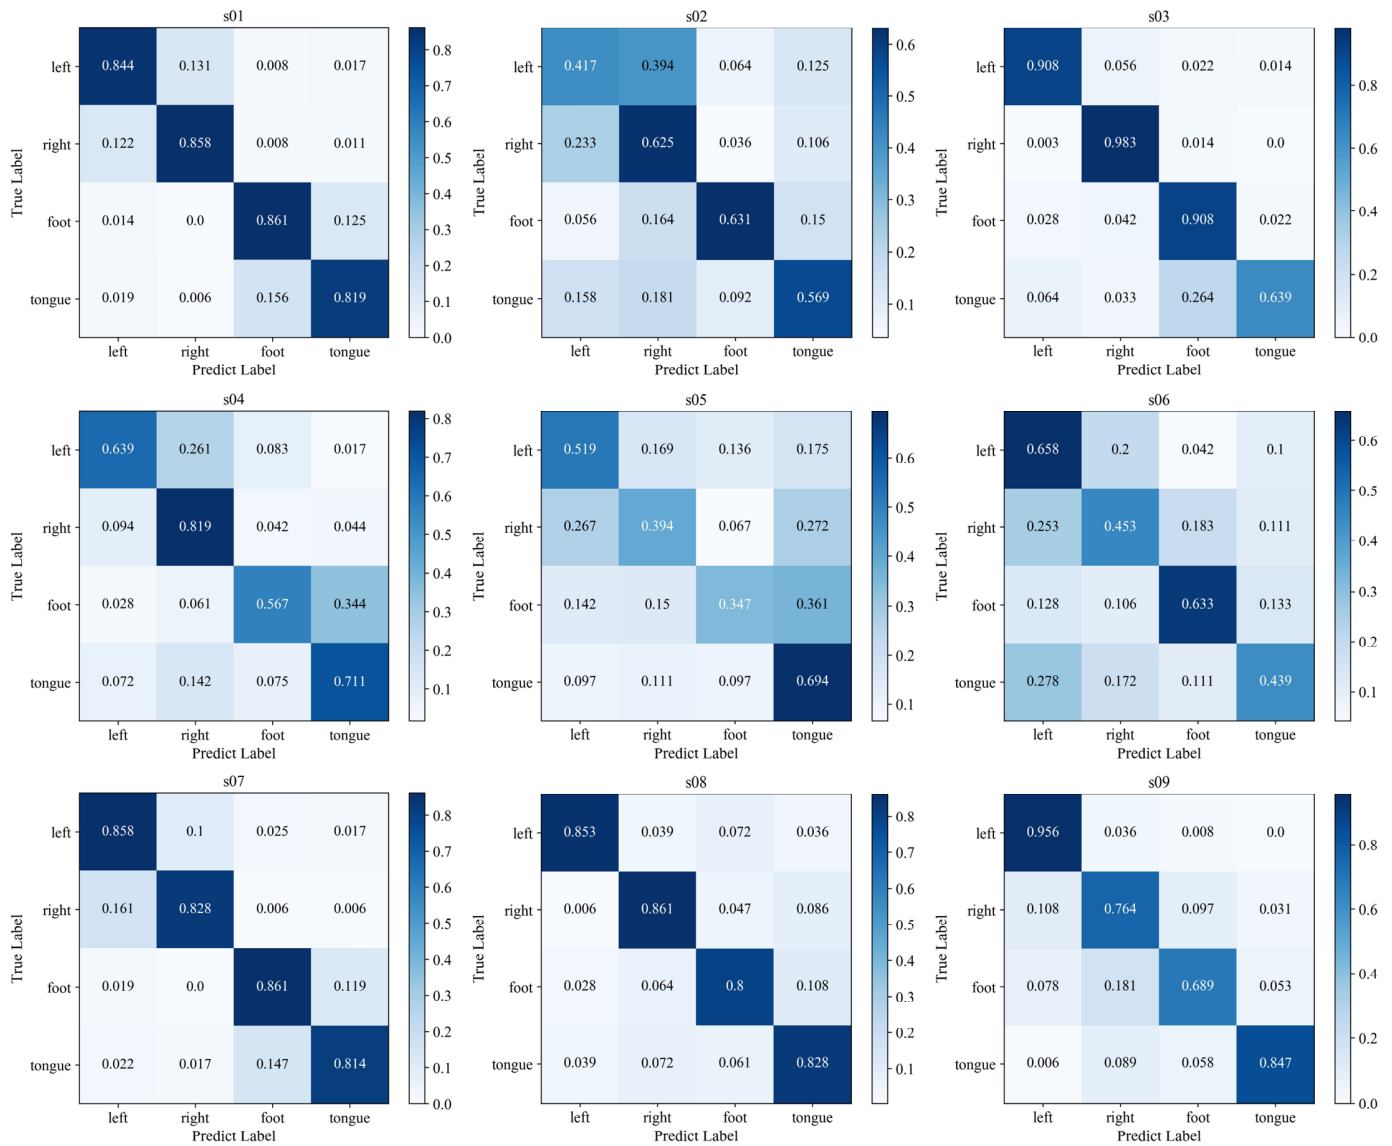 s01
s02
s03
True Label
left
right
foot
tongue
0.844 0.131 0.008 0.017
0.122 0.858 0.008 0.011
0.014 0.0 0.861 0.125
0.019 0.006 0.156 0.819
left right foot tongue
Predict Label
0.8
0.7
0.6
0.5
0.4
0.3
0.2
0.1
0.0
True Label
left
right
foot
tongue
0.417 0.394 0.064 0.125
0.233 0.625 0.036 0.106
0.056 0.164 0.631 0.15
0.158 0.181 0.092 0.569
left right foot tongue
Predict Label
0.6
0.5
0.4
0.3
0.2
0.1
True Label
left
right
foot
tongue
0.908 0.056 0.022 0.014
0.003 0.983 0.014 0.0
0.028 0.042 0.908 0.022
0.064 0.033 0.264 0.639
left right foot tongue
Predict Label
0.8
0.6
0.4
0.2
0.0
s04
s05
s06
True Label
left
right
foot
tongue
0.639 0.261 0.083 0.017
0.094 0.819 0.042 0.044
0.028 0.061 0.567 0.344
0.072 0.142 0.075 0.711
left right foot tongue
Predict Label
0.8
0.7
0.6
0.5
0.4
0.3
0.2
0.1
True Label
left
right
foot
tongue
0.519 0.169 0.136 0.175
0.267 0.394 0.067 0.272
0.142 0.15 0.347 0.361
0.097 0.111 0.097 0.694
left right foot tongue
Predict Label
0.6
0.5
0.4
0.3
0.2
0.1
True Label
left
right
foot
tongue
0.658 0.2 0.042 0.1
0.253 0.453 0.183 0.111
0.128 0.106 0.633 0.133
0.278 0.172 0.111 0.439
left right foot tongue
Predict Label
0.6
0.5
0.4
0.3
0.2
0.1
s07
s08
s09
True Label
left
right
foot
tongue
0.858 0.1 0.025 0.017
0.161 0.828 0.006 0.006
0.019 0.0 0.861 0.119
0.022 0.017 0.147 0.814
left right foot tongue
Predict Label
0.8
0.7
0.6
0.5
0.4
0.3
0.2
0.1
0.0
True Label
left
right
foot
tongue
0.853 0.039 0.072 0.036
0.006 0.861 0.047 0.086
0.028 0.064 0.8 0.108
0.039 0.072 0.061 0.828
left right foot tongue
Predict Label
0.8
0.7
0.6
0.5
0.4
0.3
0.2
0.1
True Label
left
right
foot
tongue
0.956 0.036 0.008 0.0
0.108 0.764 0.097 0.031
0.078 0.181 0.689 0.053
0.006 0.089 0.058 0.847
left right foot tongue
Predict Label
0.8
0.6
0.4
0.2
0.0